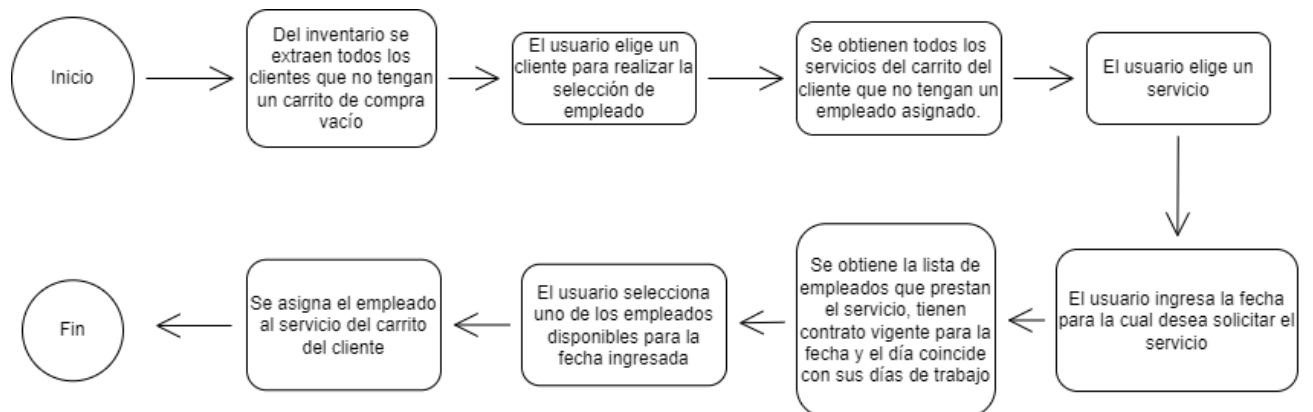 Inicio
Del inventario se
extraen todos los
clientes que no tengan
un carrito de compra
vacío
El usuario elige un
cliente para realizar la
selección de
empleado
Se obtienen todos los
servicios del carrito del
cliente que no tengan un
empleado asignado.
El usuario elige un
servicio
El usuario ingresa la fecha
para la cual desea solicitar el
servicio
Se obtiene la lista de
empleados que prestan
el servicio, tienen
contrato vigente para la
fecha y el día coincide
con sus días de trabajo
El usuario selecciona
uno de los empleados
disponibles para la
fecha ingresada
Se asigna el empleado
al servicio del carrito
del cliente
Fin